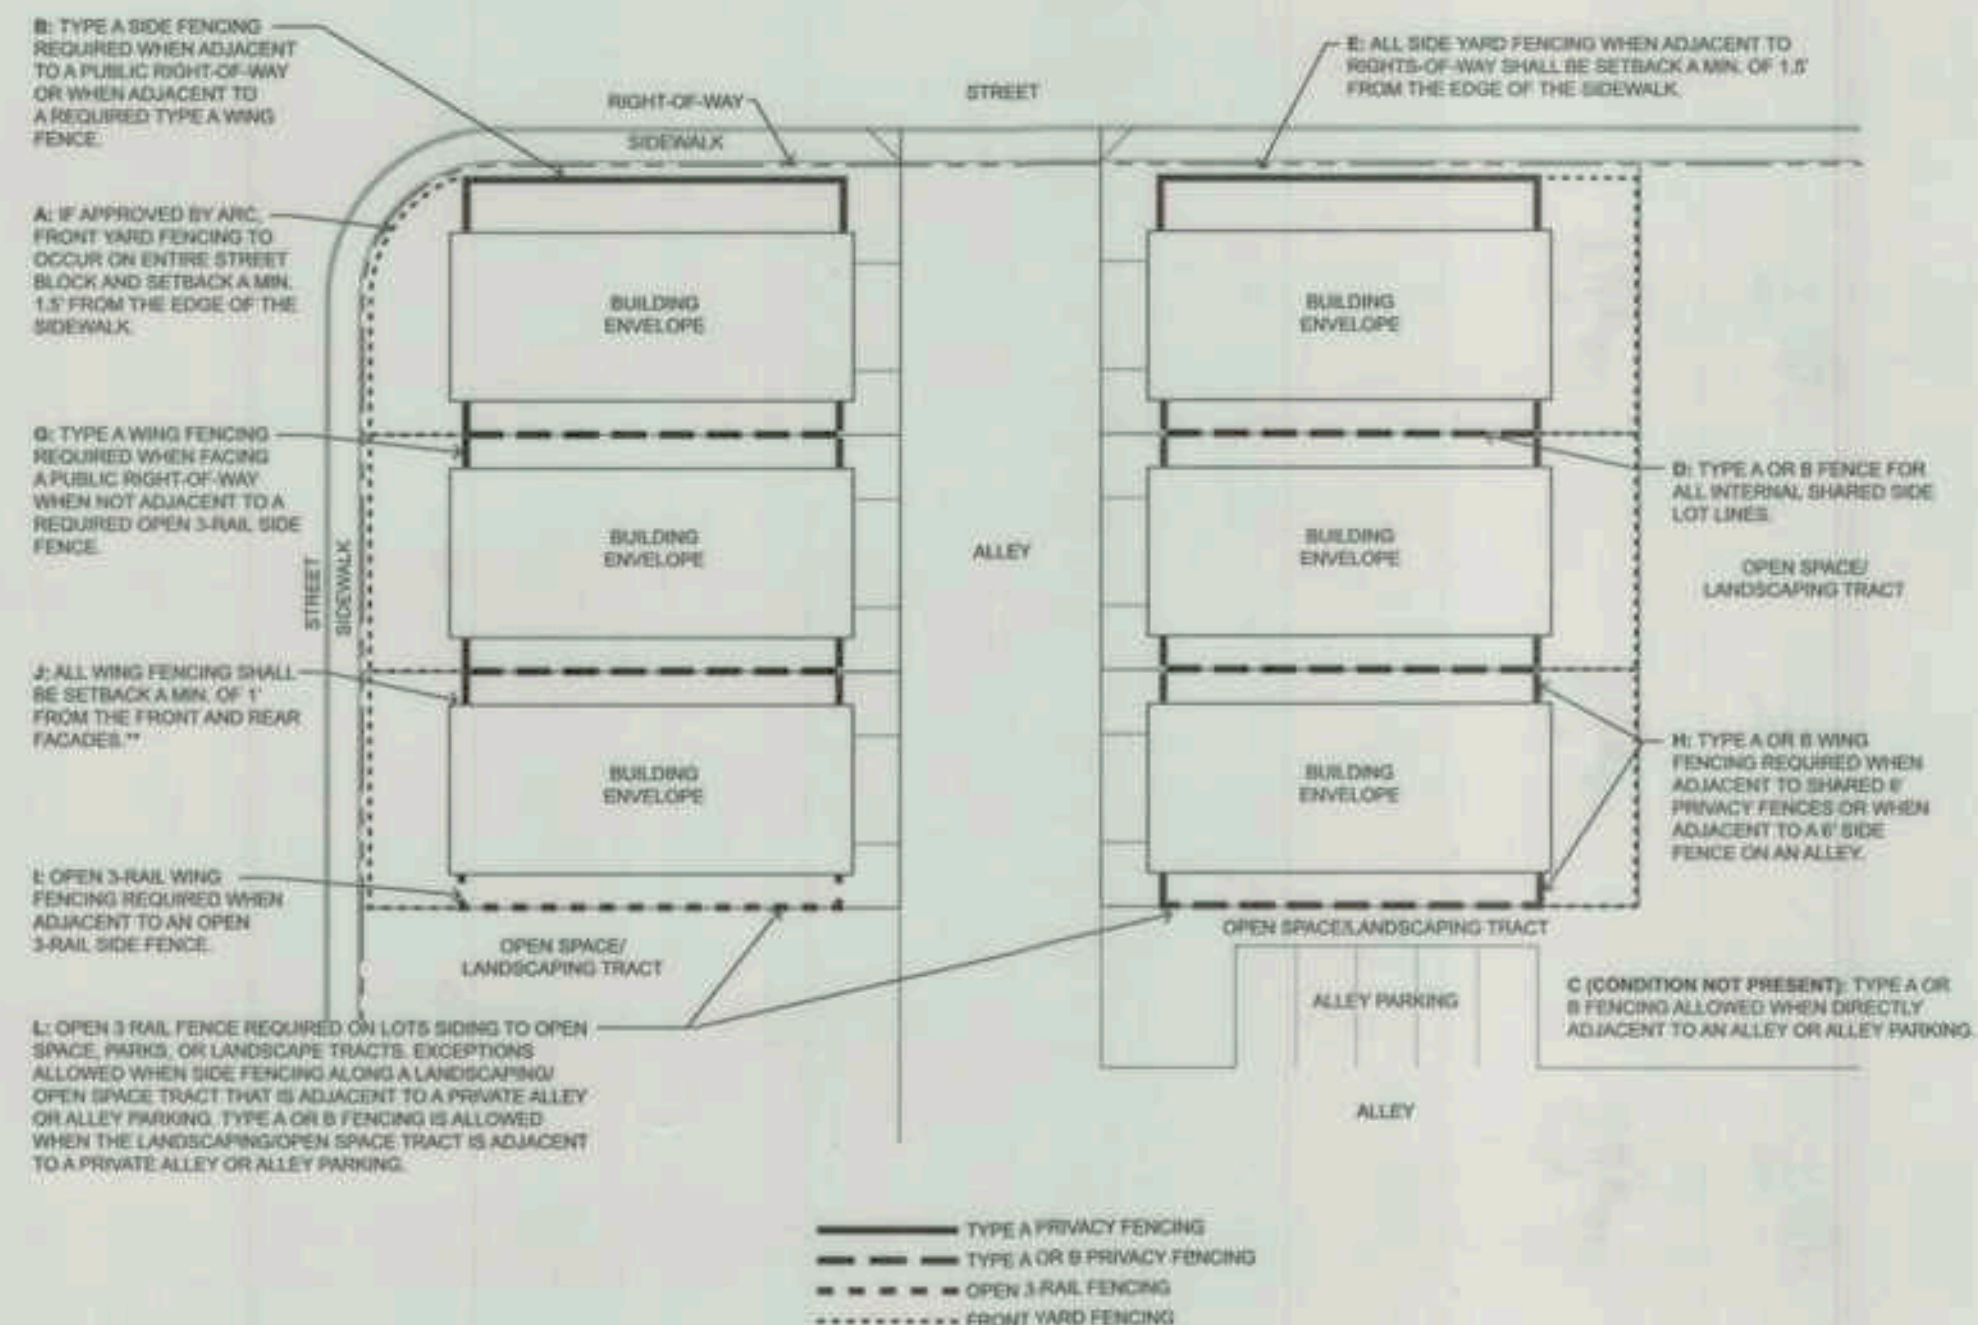 B: TYPE A SIDE FENCING
REQUIRED WHEN ADJACENT
TO A PUBLIC RIGHT-OF-WAY
OR WHEN ADJACENT TO
A REQUIRED TYPE A WING
FENCE.
E: ALL SIDE YARD FENCING WHEN ADJACENT TO
RIGHTS-OF-WAY SHALL BE SETBACK A MIN. OF 1.5'
FROM THE EDGE OF THE SIDEWALK.
STREET
RIGHT-OF-WAY
SIDEWALK
A: IF APPROVED BY ARC,
FRONT YARD FENCING TO
OCCUR ON ENTIRE STREET
BLOCK AND SETBACK A MIN.
1.5' FROM THE EDGE OF THE
SIDEWALK.
BUILDING
ENVELOPE
BUILDING
ENVELOPE
G: TYPE A WING FENCING
REQUIRED WHEN FACING
A PUBLIC RIGHT-OF-WAY
WHEN NOT ADJACENT TO A
REQUIRED OPEN 3-RAIL SIDE
FENCE.
D: TYPE A OR B FENCE FOR
ALL INTERNAL SHARED SIDE
LOT LINES.
STREET
SIDEWALK
BUILDING
ENVELOPE
ALLEY
BUILDING
ENVELOPE
OPEN SPACE/
LANDSCAPING TRACT
J: ALL WING FENCING SHALL
BE SETBACK A MIN. OF 1'
FROM THE FRONT AND REAR
FACADES.**
BUILDING
ENVELOPE
BUILDING
ENVELOPE
H: TYPE A OR B WING
FENCING REQUIRED WHEN
ADJACENT TO SHARED 6'
PRIVACY FENCES OR WHEN
ADJACENT TO A 6' SIDE
FENCE ON AN ALLEY.
I: OPEN 3-RAIL WING
FENCING REQUIRED WHEN
ADJACENT TO AN OPEN
3-RAIL SIDE FENCE.
OPEN SPACE/
LANDSCAPING TRACT
OPEN SPACE/LANDSCAPING TRACT
ALLEY PARKING
C (CONDITION NOT PRESENT): TYPE A OR
B FENCING ALLOWED WHEN DIRECTLY
ADJACENT TO AN ALLEY OR ALLEY PARKING.
L: OPEN 3 RAIL FENCE REQUIRED ON LOTS SIDING TO OPEN
SPACE, PARKS, OR LANDSCAPE TRACTS. EXCEPTIONS
ALLOWED WHEN SIDE FENCING ALONG A LANDSCAPING/
OPEN SPACE TRACT THAT IS ADJACENT TO A PRIVATE ALLEY
OR ALLEY PARKING. TYPE A OR B FENCING IS ALLOWED
WHEN THE LANDSCAPING/OPEN SPACE TRACT IS ADJACENT
TO A PRIVATE ALLEY OR ALLEY PARKING.
ALLEY
TYPE A PRIVACY FENCING
TYPE A OR B PRIVACY FENCING
OPEN 3-RAIL FENCING
FRONT YARD FENCING